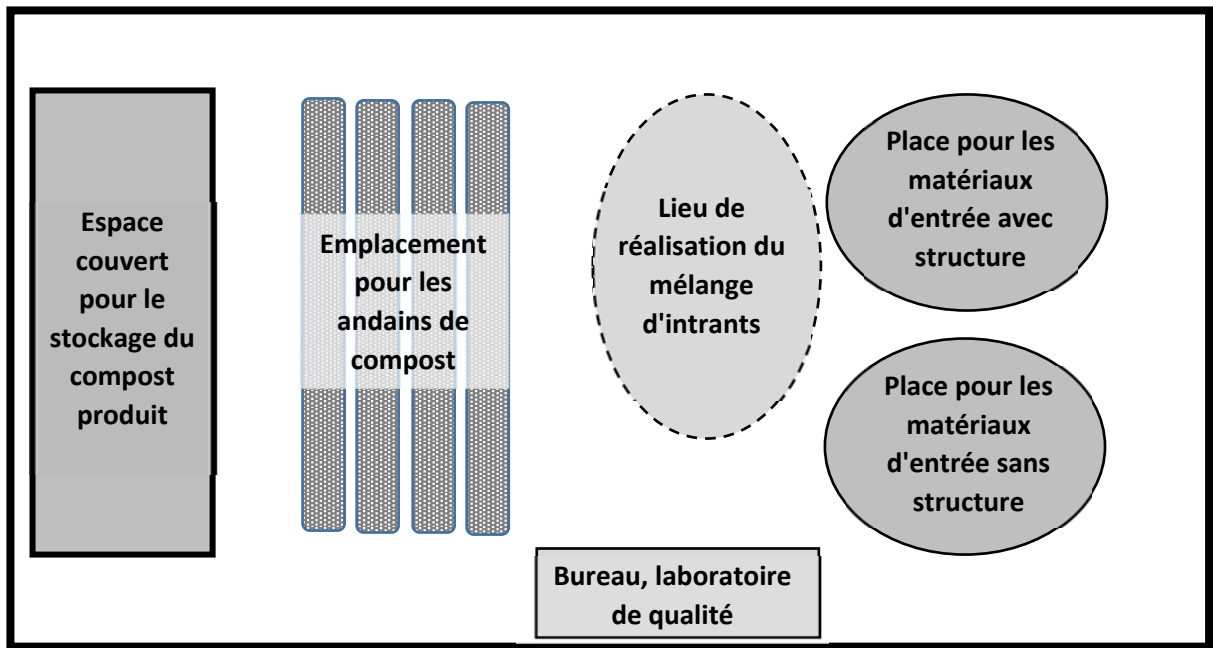 Espace
couvert
pour le
stockage du
compost
produit
Emplacement
pour les
andains de
compost
Lieu de
réalisation du
mélange
d'intrants
Place pour les
matériaux
d'entrée avec
structure
Place pour les
matériaux
d'entrée sans
structure
Bureau, laboratoire
de qualité